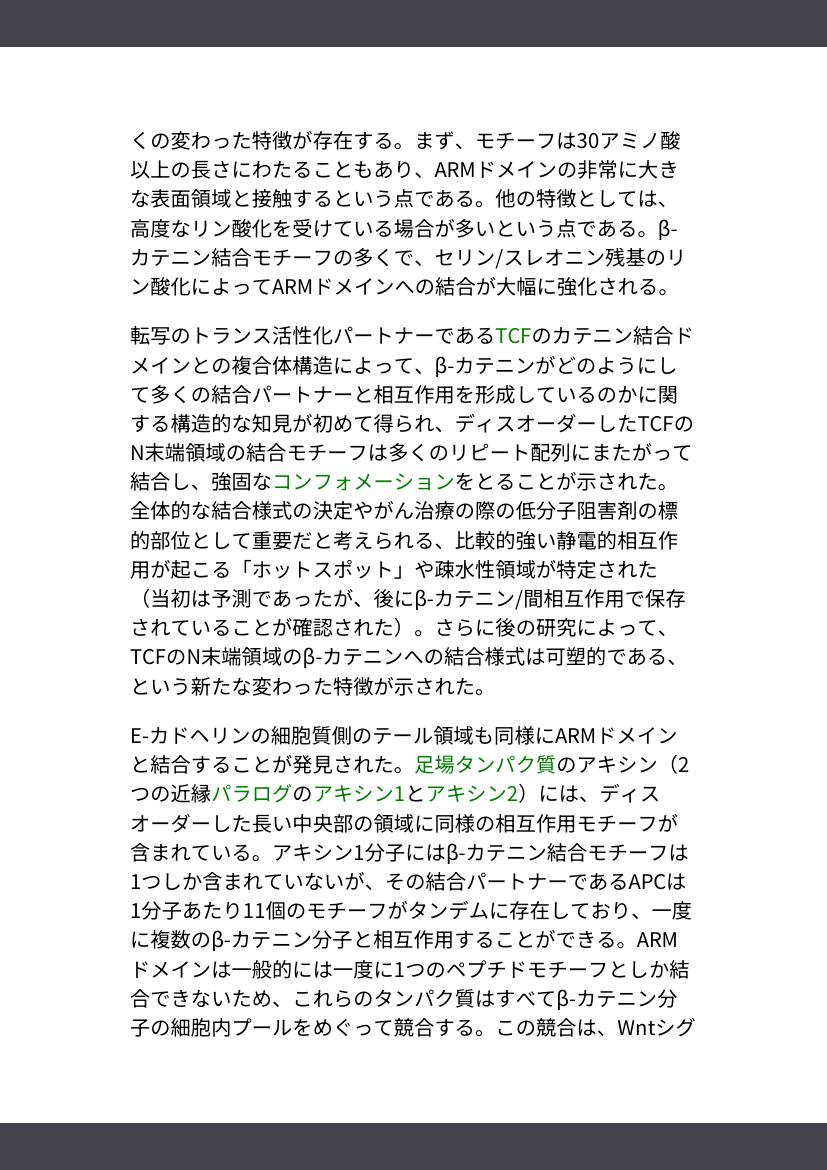 くの変わった特徴が存在する。まず、モチーフは30アミノ酸
以上の長さにわたることもあり、ARMドメインの非常に大き
な表面領域と接触するという点である。他の特徴としては、
高度なリン酸化を受けている場合が多いという点である。β-
カテニン結合モチーフの多くで、セリン/スレオニン残基のリ
ン酸化によってARMドメインへの結合が大幅に強化される。
転写のトランス活性化パートナーであるTCFのカテニン結合ド
メインとの複合体構造によって、β-カテニンがどのようにし
て多くの結合パートナーと相互作用を形成しているのかに関
する構造的な知見が初めて得られ、ディスオーダーしたTCFの
N末端領域の結合モチーフは多くのリピート配列にまたがって
結合し、強固なコンフォメーションをとることが示された。
全体的な結合様式の決定やがん治療の際の低分子阻害剤の標
的部位として重要だと考えられる、比較的強い静電的相互作
用が起こる「ホットスポット」や疎水性領域が特定された
（当初は予測であったが、後にβ-カテニン/間相互作用で保存
されていることが確認された）。さらに後の研究によって、
TCFのN末端領域のβ-カテニンへの結合様式は可塑的である、
という新たな変わった特徴が示された。
E-カドヘリンの細胞質側のテール領域も同様にARMドメイン
と結合することが発見された。足場タンパク質のアキシン（2
つの近縁パラログのアキシン1とアキシン2）には、ディス
オーダーした長い中央部の領域に同様の相互作用モチーフが
含まれている。アキシン1分子にはβ-カテニン結合モチーフは
1つしか含まれていないが、その結合パートナーであるAPCは
1分子あたり11個のモチーフがタンデムに存在しており、一度
に複数のβ-カテニン分子と相互作用することができる。ARM
ドメインは一般的には一度に1つのペプチドモチーフとしか結
合できないため、これらのタンパク質はすべてβ-カテニン分
子の細胞内プールをめぐって競合する。この競合は、Wntシグ